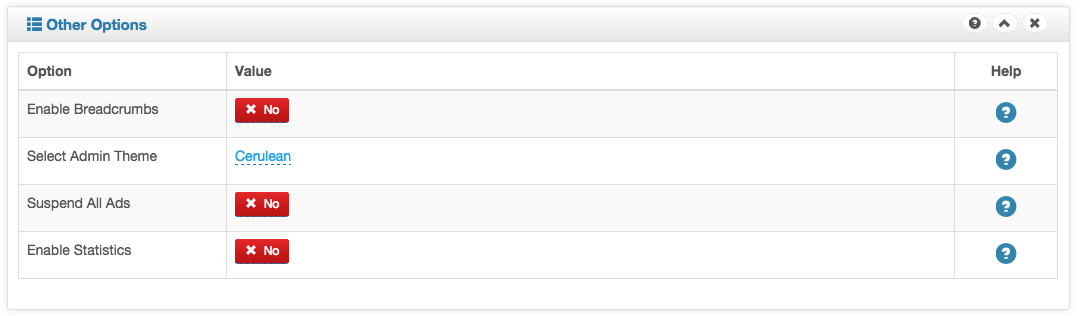 Other Options
Option Value Help
Enable Breadcrumbs No
Select Admin Theme Cerulean
Suspend All Ads No
Enable Statistics No